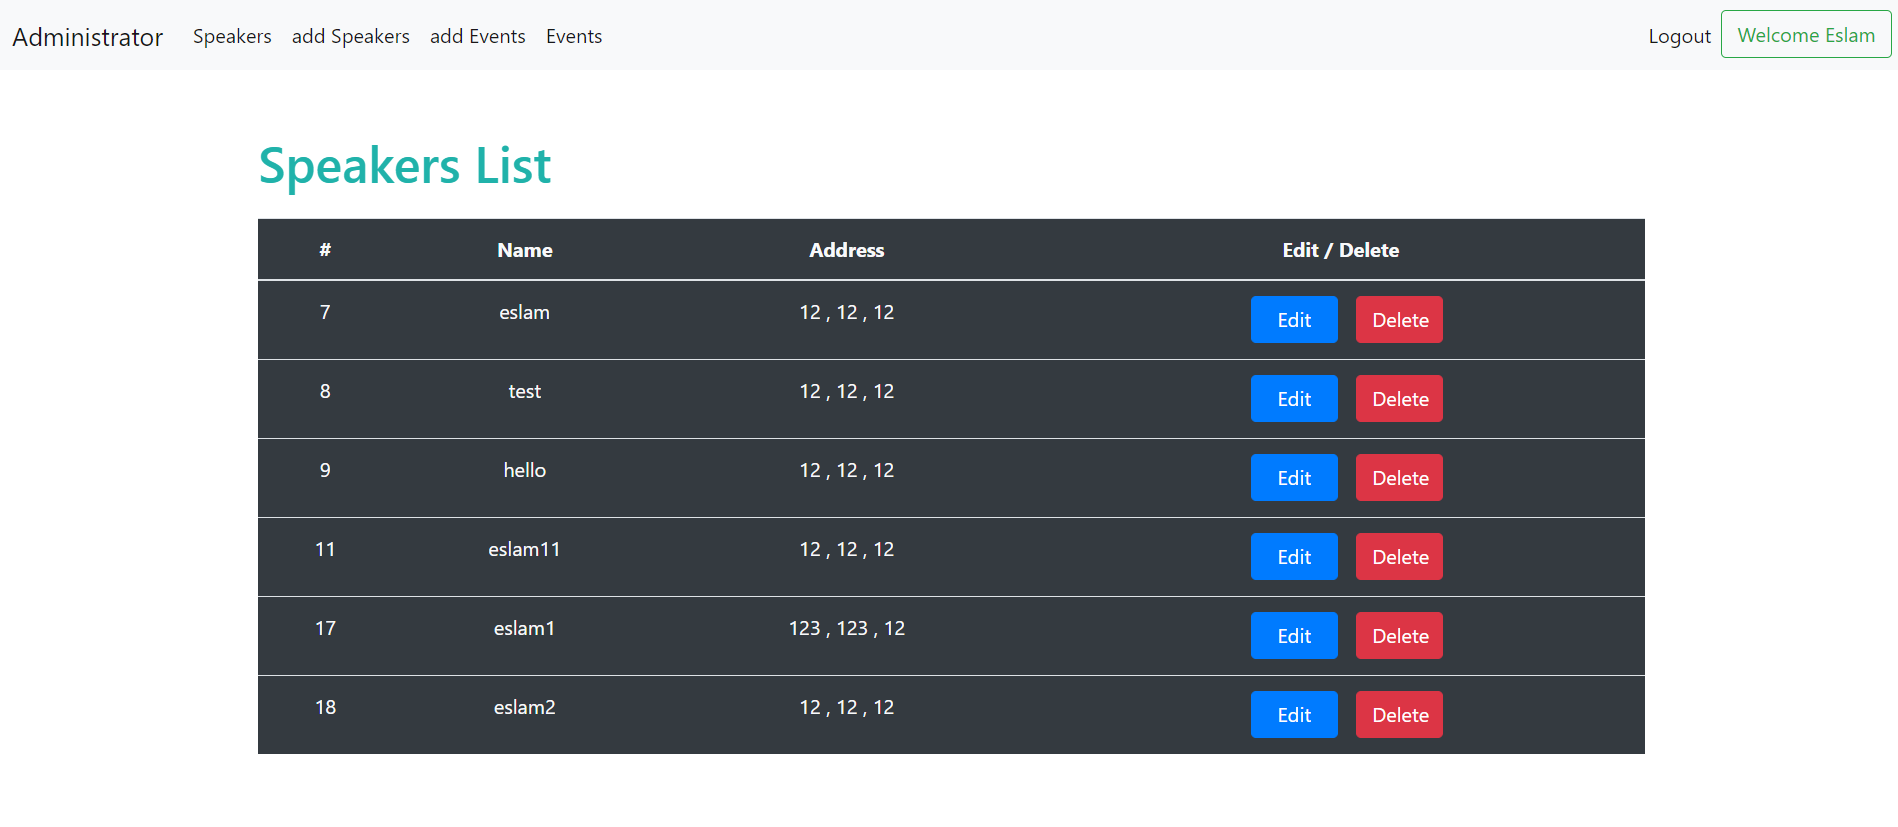 Administrator Speakers add Speakers add Events Events Logout Welcome Eslam
Speakers List
# Name Address Edit / Delete
7 eslam 12 , 12 , 12 Edit Delete
8 test 12 , 12 , 12 Edit Delete
9 hello 12 , 12 , 12 Edit Delete
11 eslam11 12 , 12 , 12 Edit Delete
17 eslam1 123 , 123 , 12 Edit Delete
18 eslam2 12 , 12 , 12 Edit Delete